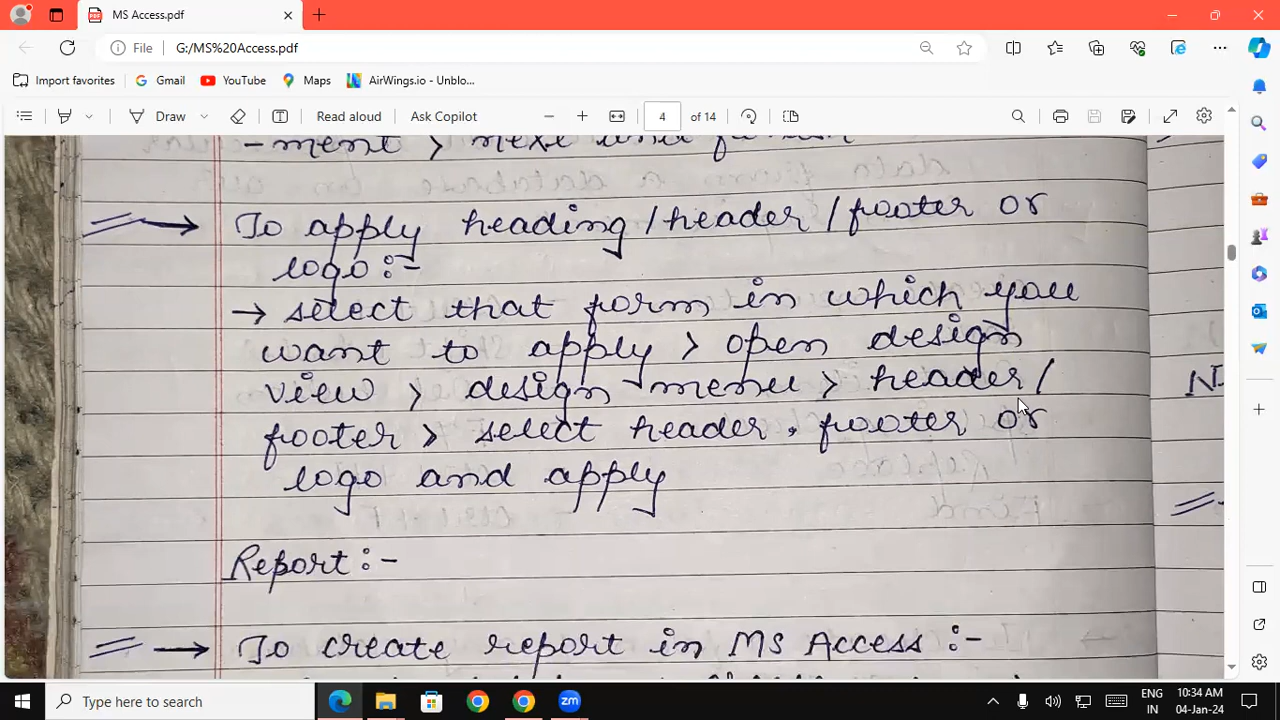 MS Access.pdf
File
G:/MS%20Access.pdf
Import favorites
Gmail
YouTube
Maps
AirWings.io - Unblo...
Draw
Read aloud
Ask Copilot
4
of 14
-ment > next and finish
To apply heading/header/footer or
logo:-
→ select that form in which you
want to apply > open design
view > design menu > header/
footer > select header, footer or
logo and apply
Report:-
To create report in MS Access:-
Type here to search
ENG
IN
10:34 AM
04-Jan-24